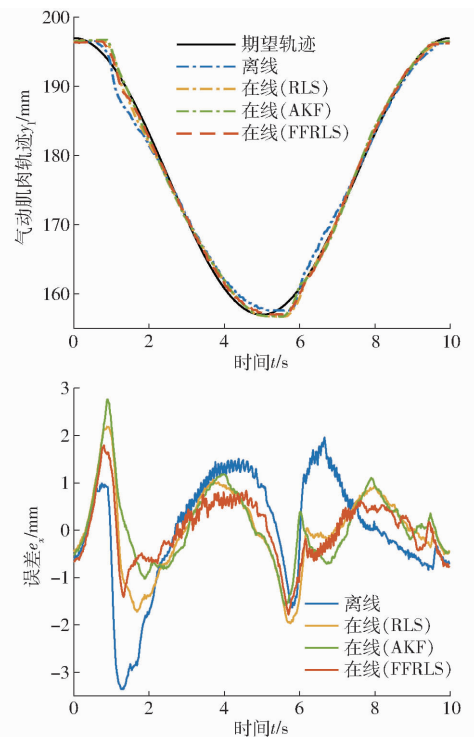 200
190
180
170
160
气动肌肉轨迹y₁/mm
期望轨迹
离线
在线(RLS)
在线(AKF)
在线(FFRLS)
0 2 4 6 8 10
时间t/s
3
2
1
0
-1
-2
-3
误差eₓ/mm
离线
在线(RLS)
在线(AKF)
在线(FFRLS)
0 2 4 6 8 10
时间t/s